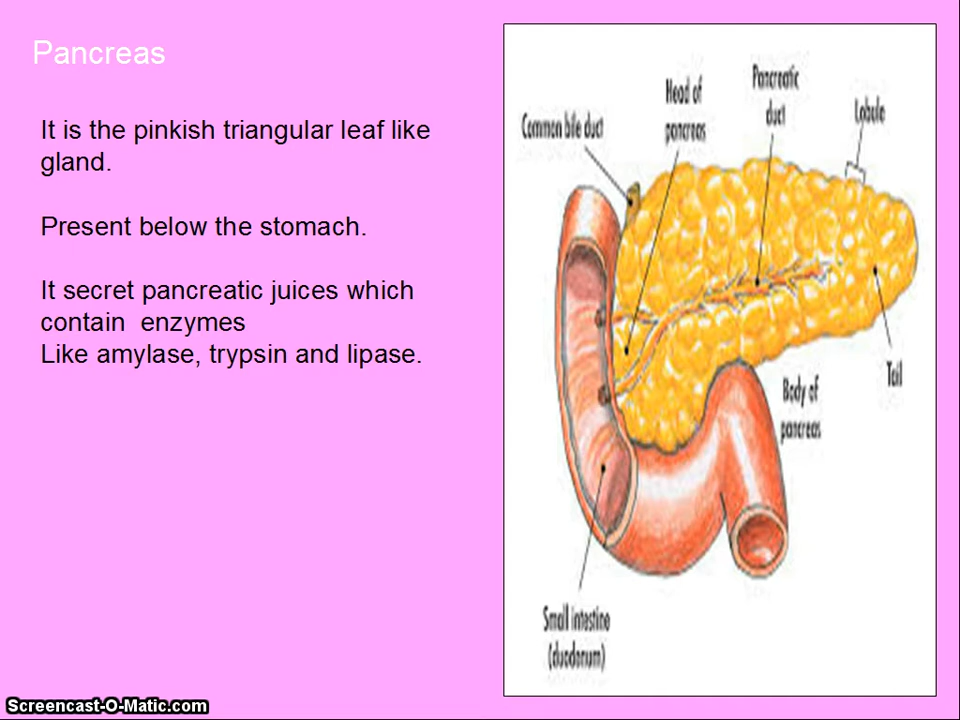 Pancreas
It is the pinkish triangular leaf like
gland.
Present below the stomach.
It secret pancreatic juices which
contain  enzymes
Like amylase, trypsin and lipase.
Common bile duct
Head of
pancreas
Pancreatic
duct
Lobule
Tail
Body of
pancreas
Small intestine
(duodenum)
Screencast-O-Matic.com